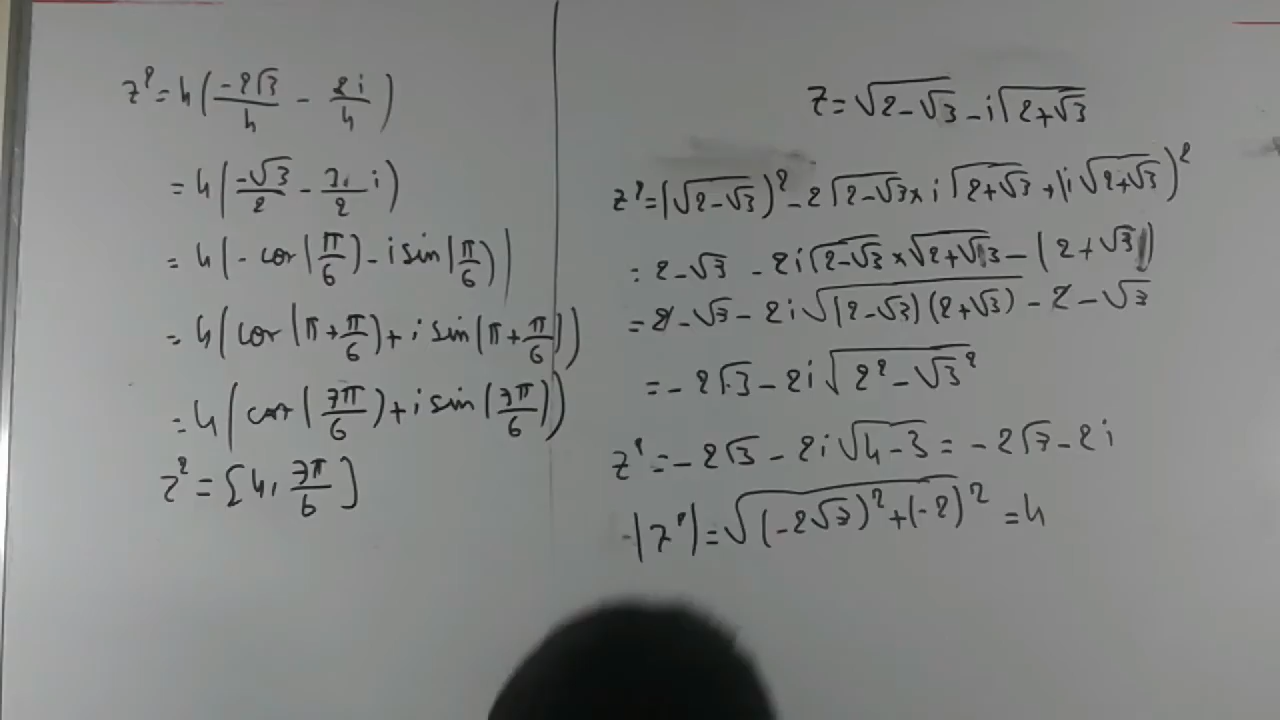 z² = 4(-2√3/4 - 2i/4)
= 4(-√3/2 - 1/2 i)
= 4(-cos(π/6) - i sin(π/6))
= 4(cos(π+π/6) + i sin(π+π/6))
= 4(cos(7π/6) + i sin(7π/6))
z² = [4, 7π/6]
z = √(2-√3) - i√(2+√3)
z² = (√(2-√3))² - 2√(2-√3) × i√(2+√3) + (i√(2+√3))²
= 2-√3 - 2i√(2-√3) × √(2+√3) - (2+√3)
= 2-√3 - 2i√((2-√3)(2+√3)) - 2 - √3
= -2√3 - 2i√(2² - √3²)
z² = -2√3 - 2i√(4-3) = -2√3 - 2i
|z²| = √((-2√3)² + (-2)²) = 4